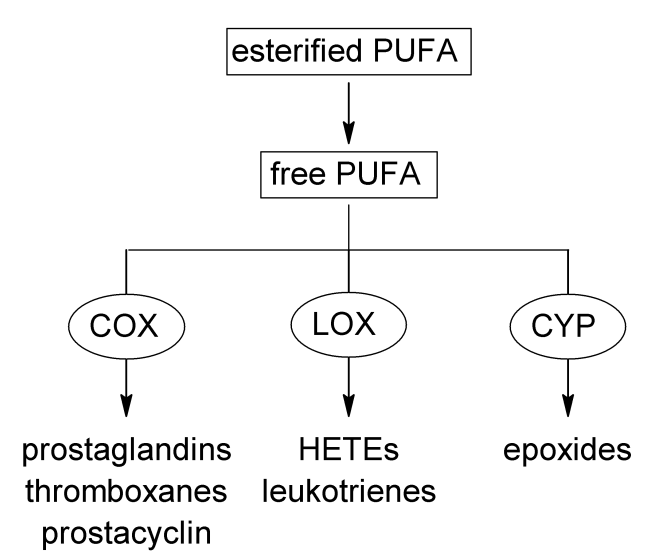 esterified PUFA
free PUFA
COX
LOX
CYP
prostaglandins
thromboxanes
prostacyclin
HETEs
leukotrienes
epoxides